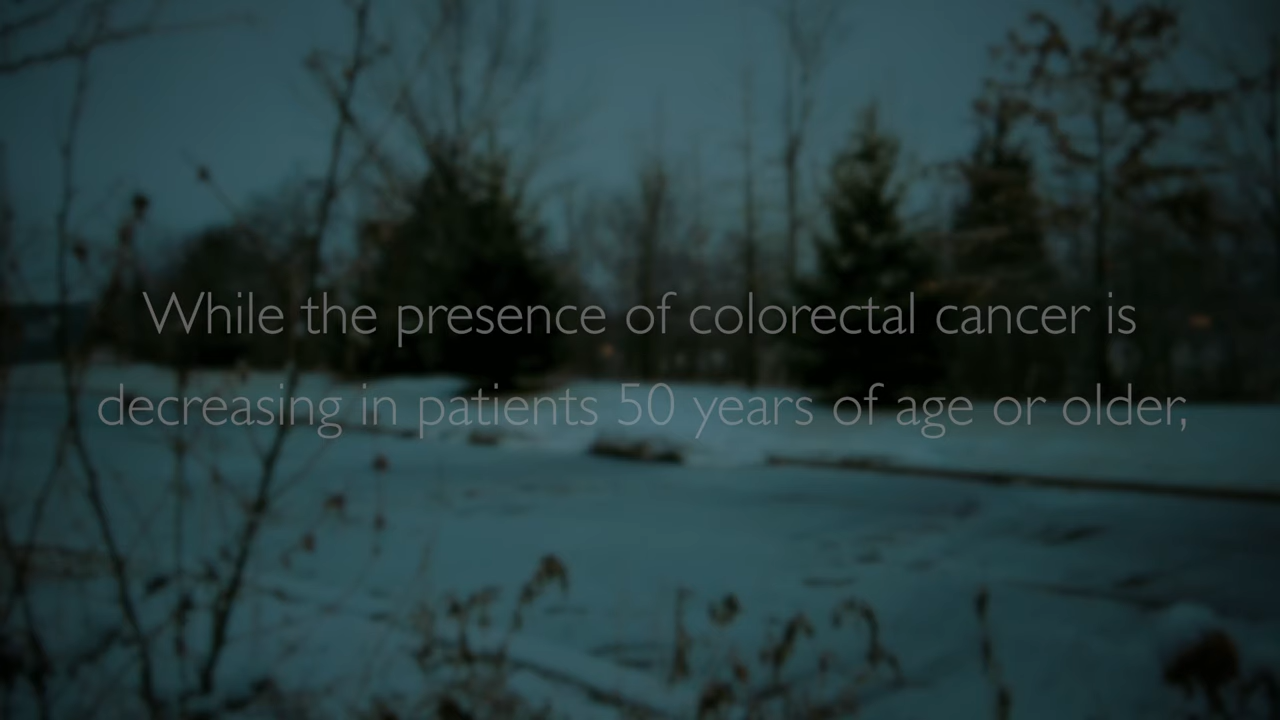 While the presence of colorectal cancer is
decreasing in patients 50 years of age or older,